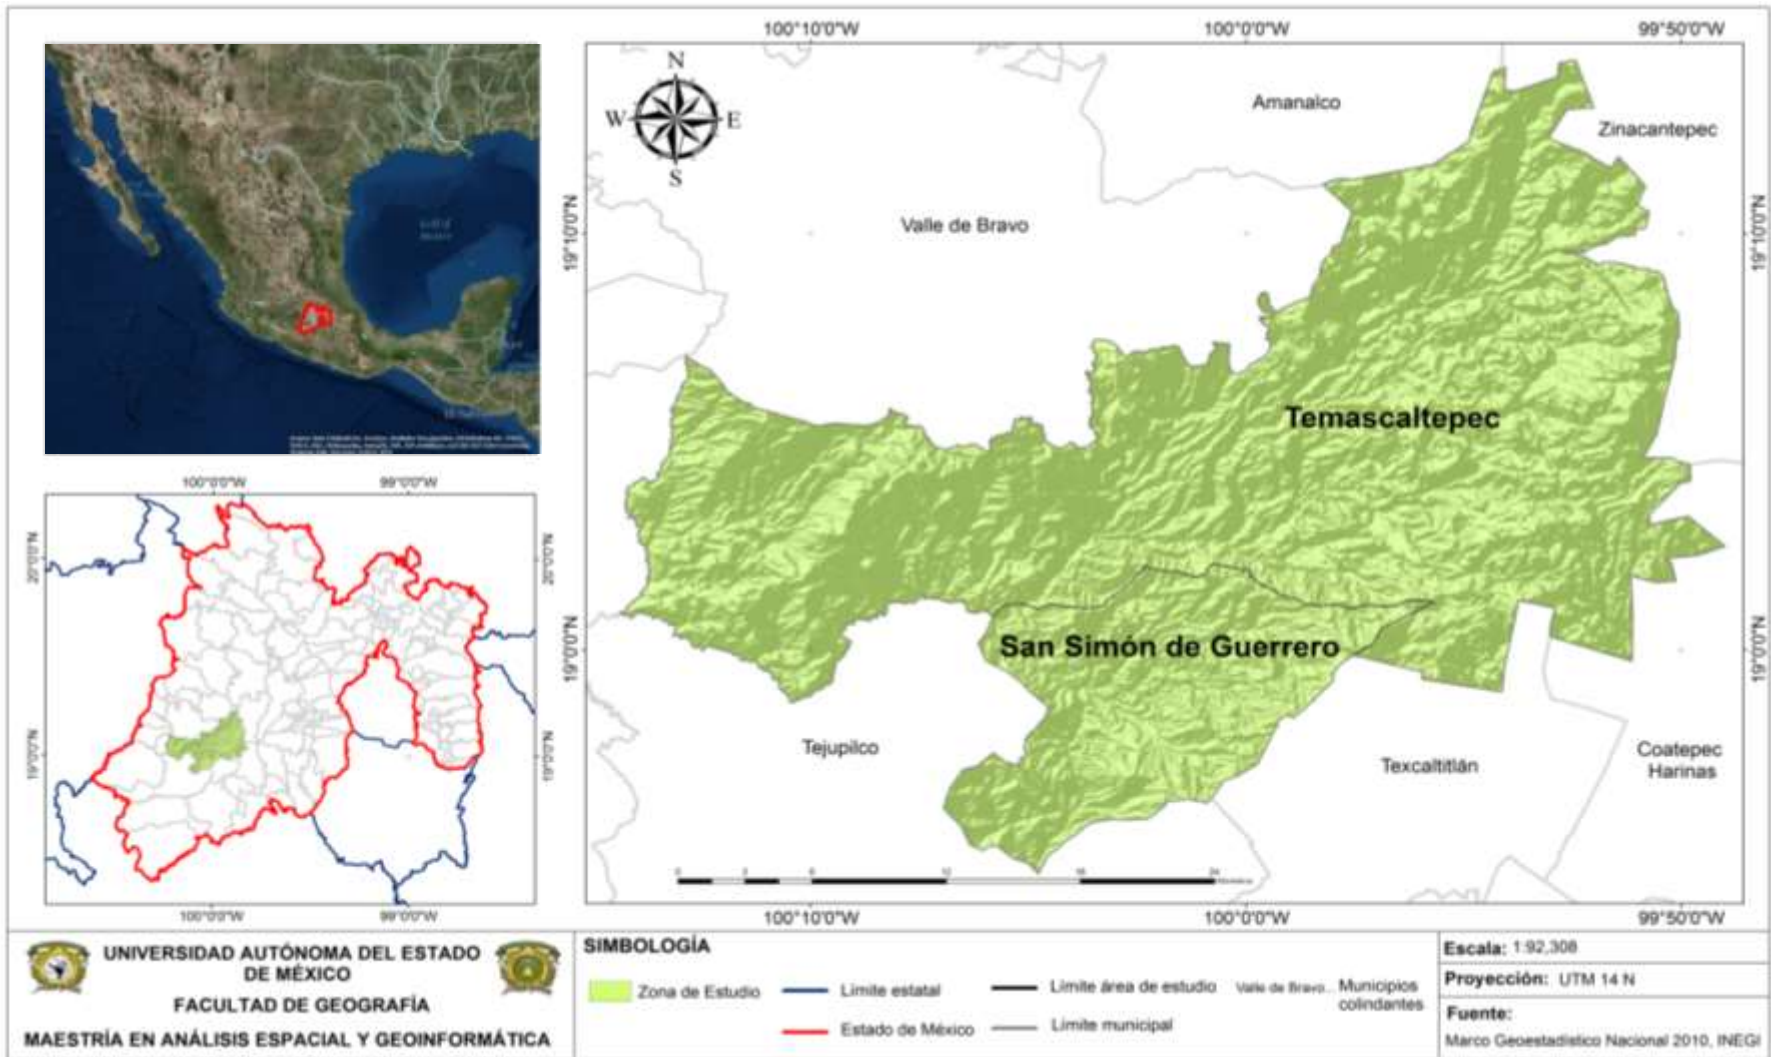 100°10'0"W
100°0'0"W
99°50'0"W
N
W
E
S
Amanalco
Zinacantepec
Valle de Bravo
19°10'0"N
19°10'0"N
Temascaltepec
San Simón de Guerrero
19°0'0"N
19°0'0"N
Tejupilco
Texcaltitlán
Coatepec
Harinas
100°10'0"W
100°0'0"W
99°50'0"W
100°0'0"W
99°0'0"W
20°0'0"N
20°0'0"N
19°0'0"N
19°0'0"N
100°0'0"W
99°0'0"W
UNIVERSIDAD AUTÓNOMA DEL ESTADO
DE MÉXICO
FACULTAD DE GEOGRAFÍA
MAESTRÍA EN ANÁLISIS ESPACIAL Y GEOINFORMÁTICA
SIMBOLOGÍA
Zona de Estudio
Límite estatal
Estado de México
Límite área de estudio
Límite municipal
Valle de Bravo
Municipios
colindantes
Escala: 1:92,308
Proyección: UTM 14 N
Fuente:
Marco Geoestadístico Nacional 2010, INEGI